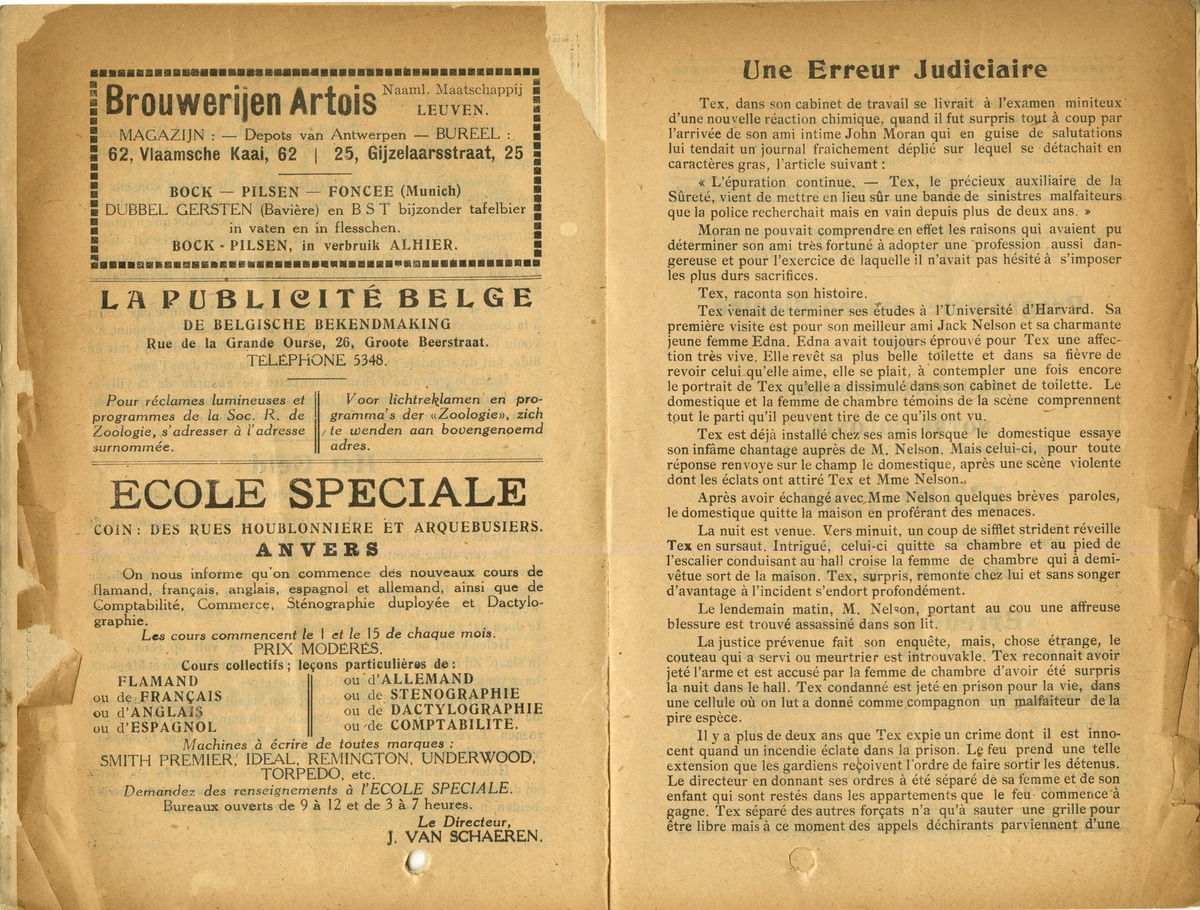 Brouwerijen Artois Naaml. Maatschappij
LEUVEN.
MAGAZIJN : — Depots van Antwerpen — BUREEL :
62, Vlaamsche Kaai, 62 | 25, Gijzelaarsstraat, 25
BOCK — PILSEN — FONCEE (Munich)
DUBBEL GERSTEN (Bavière) en B S T bijzonder tafelbier
in vaten en in flesschen.
BOCK - PILSEN, in verbruik ALHIER.
LA PUBLICITÉ BELGE
DE BELGISCHE BEKENDMAKING
Rue de la Grande Ourse, 26, Groote Beerstraat.
TELÉPHONE 5348.
Pour réclames lumineuses et
programmes de la Soc. R. de
Zoologie, s'adresser à l'adresse
surnommée.
Voor lichtreklamen en pro-
gramma's der «Zoologie», zich
te wenden aan bovengenoemd
adres.
ECOLE SPECIALE
COIN : DES RUES HOUBLONNIERE ET ARQUEBUSIERS.
ANVERS
On nous informe qu'on commence des nouveaux cours de
flamand, français, anglais, espagnol et allemand, ainsi que de
Comptabilité, Commerce, Sténographie duployée et Dactylo-
graphie.
Les cours commencent le 1 et le 15 de chaque mois.
PRIX MODERÉS.
Cours collectifs ; leçons particulières de :
FLAMAND
ou de FRANÇAIS
ou d'ANGLAIS
ou d'ESPAGNOL
ou d'ALLEMAND
ou de STENOGRAPHIE
ou de DACTYLOGRAPHIE
ou de COMPTABILITE.
Machines à écrire de toutes marques :
SMITH PREMIER, IDEAL, REMINGTON, UNDERWOOD,
TORPEDO, etc.
Demandez des renseignements à l'ECOLE SPECIALE.
Bureaux ouverts de 9 à 12 et de 3 à 7 heures.
Le Directeur,
J. VAN SCHAEREN.
Une Erreur Judiciaire
Tex, dans son cabinet de travail se livrait à l'examen miniteux
d'une nouvelle réaction chimique, quand il fut surpris tout à coup par
l'arrivée de son ami intime John Moran qui en guise de salutations
lui tendait un journal fraichement déplié sur lequel se détachait en
caractères gras, l'article suivant :
« L'épuration continue. — Tex, le précieux auxiliaire de la
Sûreté, vient de mettre en lieu sûr une bande de sinistres malfaiteurs
que la police recherchait mais en vain depuis plus de deux ans. »
Moran ne pouvait comprendre en effet les raisons qui avaient pu
déterminer son ami très fortuné à adopter une profession aussi dan-
gereuse et pour l'exercice de laquelle il n'avait pas hésité à s'imposer
les plus durs sacrifices.
Tex, raconta son histoire.
Tex venait de terminer ses études à l'Université d'Harvard. Sa
première visite est pour son meilleur ami Jack Nelson et sa charmante
jeune femme Edna. Edna avait toujours éprouvé pour Tex une affec-
tion très vive. Elle revêt sa plus belle toïlette et dans sa fièvre de
revoir celui qu'elle aime, elle se plait, à contempler une fois encore
le portrait de Tex qu'elle a dissimulé dans son cabinet de toilette. Le
domestique et la femme de chambre témoins de la scène comprennent
tout le parti qu'il peuvent tire de ce qu'ils ont vu.
Tex est déjà installé chez ses amis lorsque le domestique essaye
son infâme chantage auprès de M. Nelson. Mais celui-ci, pour toute
réponse renvoye sur le champ le domestique, après une scène violente
dont les éclats ont attiré Tex et Mme Nelson.
Après avoir échangé avec Mme Nelson quelques brèves paroles,
le domestique quitte la maison en proférant des menaces.
La nuit est venue. Vers minuit, un coup de sifflet strident réveille
Tex en sursaut. Intrigué, celui-ci quitte sa chambre et au pied de
l'escalier conduisant au hall croise la femme de chambre qui à demi-
vêtue sort de la maison. Tex, surpris, remonte chez lui et sans songer
d'avantage à l'incident s'endort profondément.
Le lendemain matin, M. Nelson, portant au cou une affreuse
blessure est trouvé assassiné dans son lit.
La justice prévenue fait son enquête, mais, chose étrange, le
couteau qui a servi ou meurtrier est introuvakle. Tex reconnait avoir
jeté l'arme et est accusé par la femme de chambre d'avoir été surpris
la nuit dans le hall. Tex condanné est jeté en prison pour la vie, dans
une cellule où on lut a donné comme compagnon un malfaiteur de la
pire espèce.
Il y a plus de deux ans que Tex expie un crime dont il est inno-
cent quand un incendie éclate dans la prison. Le feu prend une telle
extension que les gardiens reçoivent l'ordre de faire sortir les détenus.
Le directeur en donnant ses ordres à été séparé de sa femme et de son
enfant qui sont restés dans les appartements que le feu commence à
gagne. Tex séparé des autres forçats n'a qu'à sauter une grille pour
être libre mais à ce moment des appels déchirants parviennent d'une